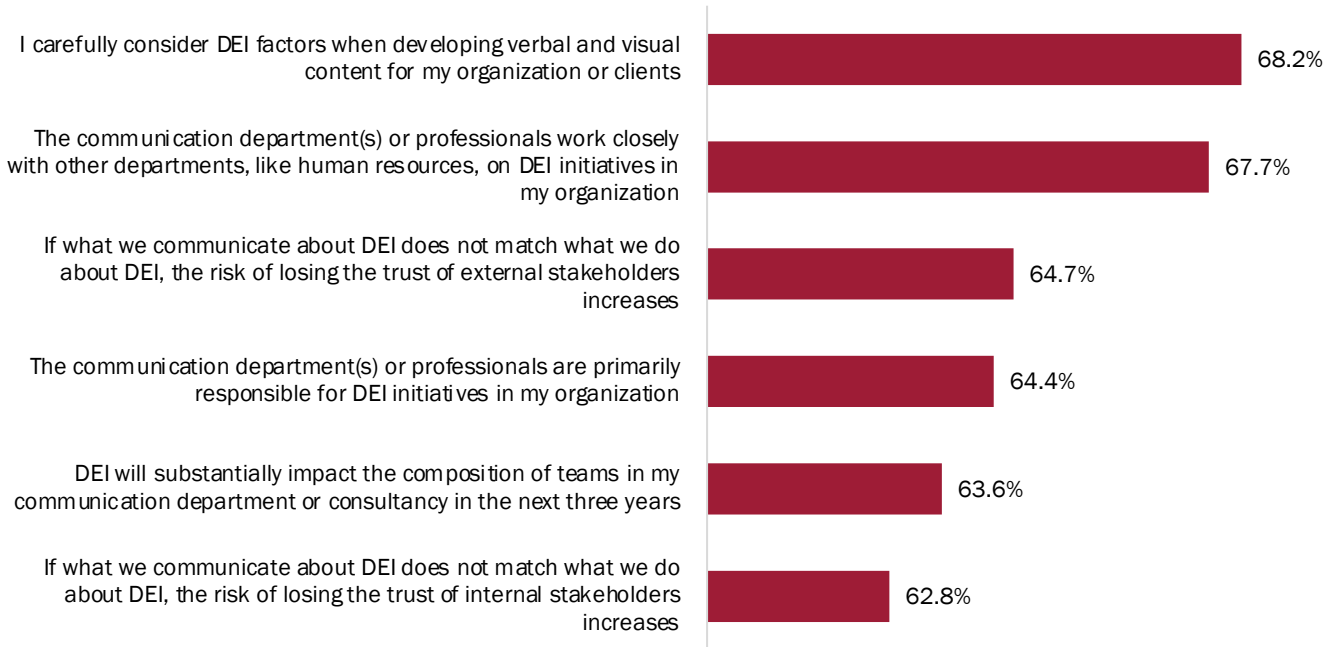 I carefully consider DEI factors when developing verbal and visual
content for my organization or clients
68.2%
The communication department(s) or professionals work closely
with other departments, like human resources, on DEI initiatives in
my organization
67.7%
If what we communicate about DEI does not match what we do
about DEI, the risk of losing the trust of external stakeholders
increases
64.7%
The communication department(s) or professionals are primarily
responsible for DEI initiatives in my organization
64.4%
DEI will substantially impact the composition of teams in my
communication department or consultancy in the next three years
63.6%
If what we communicate about DEI does not match what we do
about DEI, the risk of losing the trust of internal stakeholders
increases
62.8%